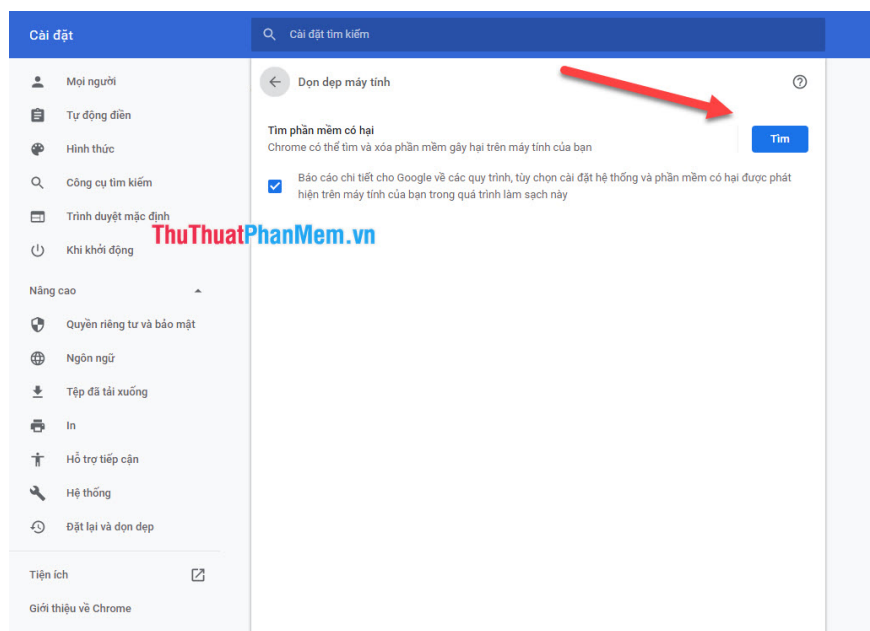 Cài đặt
Cài đặt tìm kiếm
Mọi người
Tự động điền
Hình thức
Công cụ tìm kiếm
Trình duyệt mặc định
Khi khởi động
Nâng cao
Quyền riêng tư và bảo mật
Ngôn ngữ
Tệp đã tải xuống
In
Hỗ trợ tiếp cận
Hệ thống
Đặt lại và dọn dẹp
Tiện ích
Giới thiệu về Chrome
Dọn dẹp máy tính
Tìm phần mềm có hại
Chrome có thể tìm và xóa phần mềm gây hại trên máy tính của bạn
Tìm
Báo cáo chi tiết cho Google về các quy trình, tùy chọn cài đặt hệ thống và phần mềm có hại được phát
hiện trên máy tính của bạn trong quá trình làm sạch này
ThuThuatPhanMem.vn